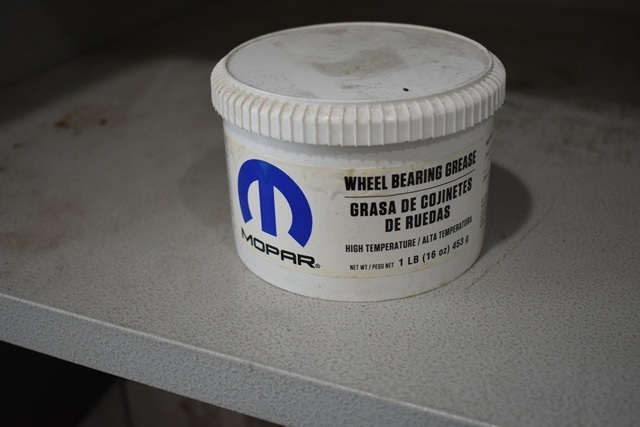 MOPAR®
WHEEL BEARING GREASE
GRASA DE COJINETES
DE RUEDAS
HIGH TEMPERATURE / ALTA TEMPERATURA
NET WT / PESO NET 1 LB (16 oz) 453 g